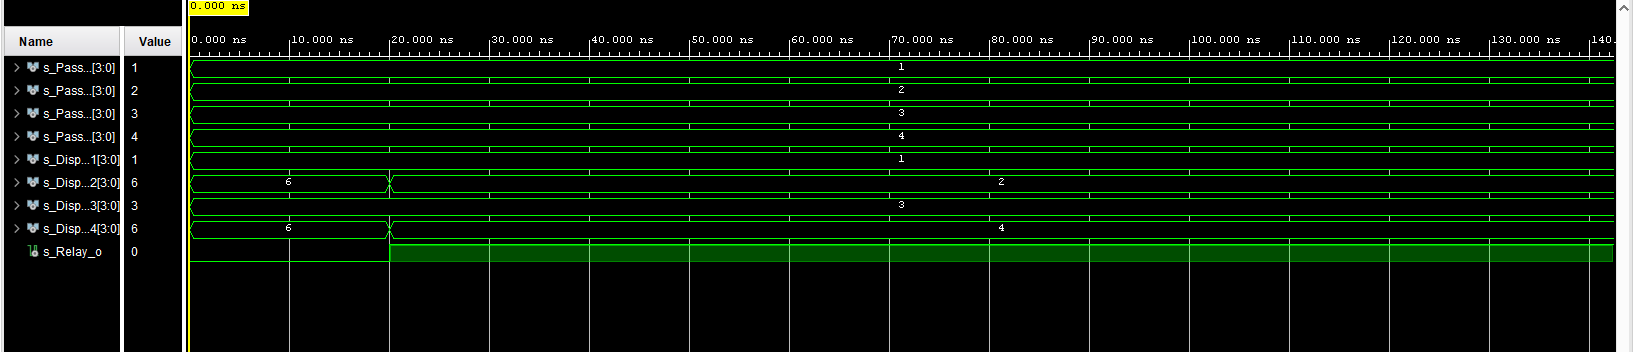 0.000 ns
Name Value
0.000 ns 10.000 ns 20.000 ns 30.000 ns 40.000 ns 50.000 ns 60.000 ns 70.000 ns 80.000 ns 90.000 ns 100.000 ns 110.000 ns 120.000 ns 130.000 ns 140.
s_Pass...[3:0] 1 1
s_Pass...[3:0] 2 2
s_Pass...[3:0] 3 3
s_Pass...[3:0] 4 4
s_Disp...1[3:0] 1 1
s_Disp...2[3:0] 6 6 2
s_Disp...3[3:0] 3 3
s_Disp...4[3:0] 6 6 4
s_Relay_o 0